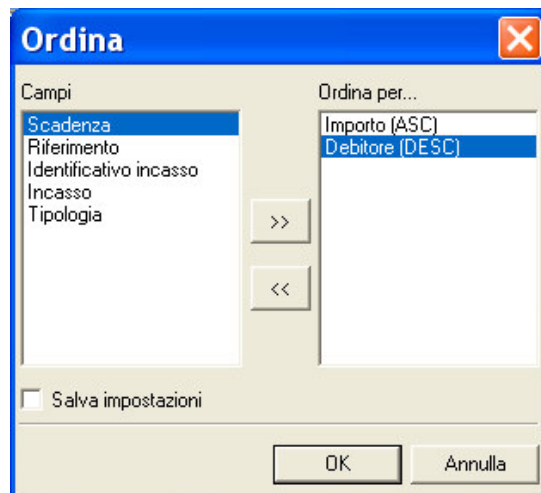 Ordina
Campi
Ordina per...
Scadenza
Riferimento
Identificativo incasso
Incasso
Tipologia
>>
<<
Importo (ASC)
Debitore (DESC)
Salva impostazioni
OK
Annulla